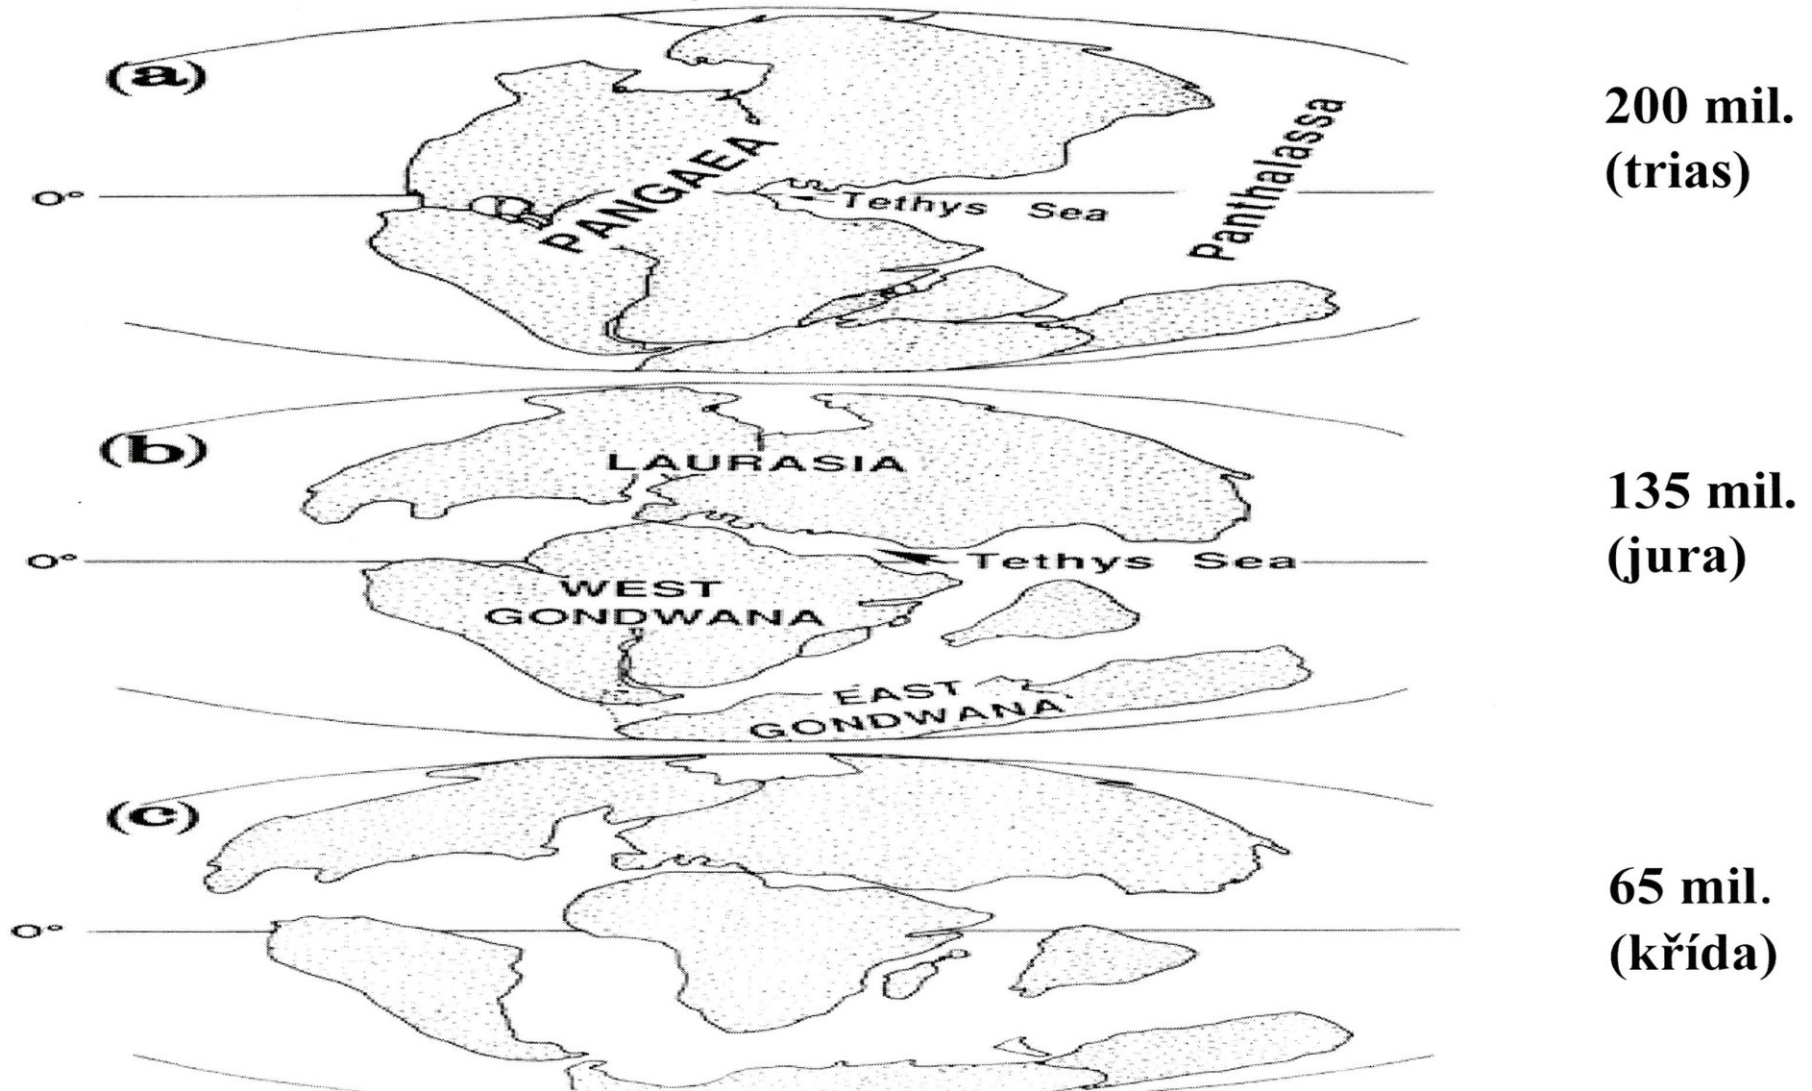 (a)
200 mil.
(trias)
PANGAEA
Panthalassa
0°
Tethys Sea
(b)
LAURASIA
135 mil.
(jura)
0°
Tethys Sea
WEST
GONDWANA
EAST
GONDWANA
(c)
65 mil.
(křída)
0°